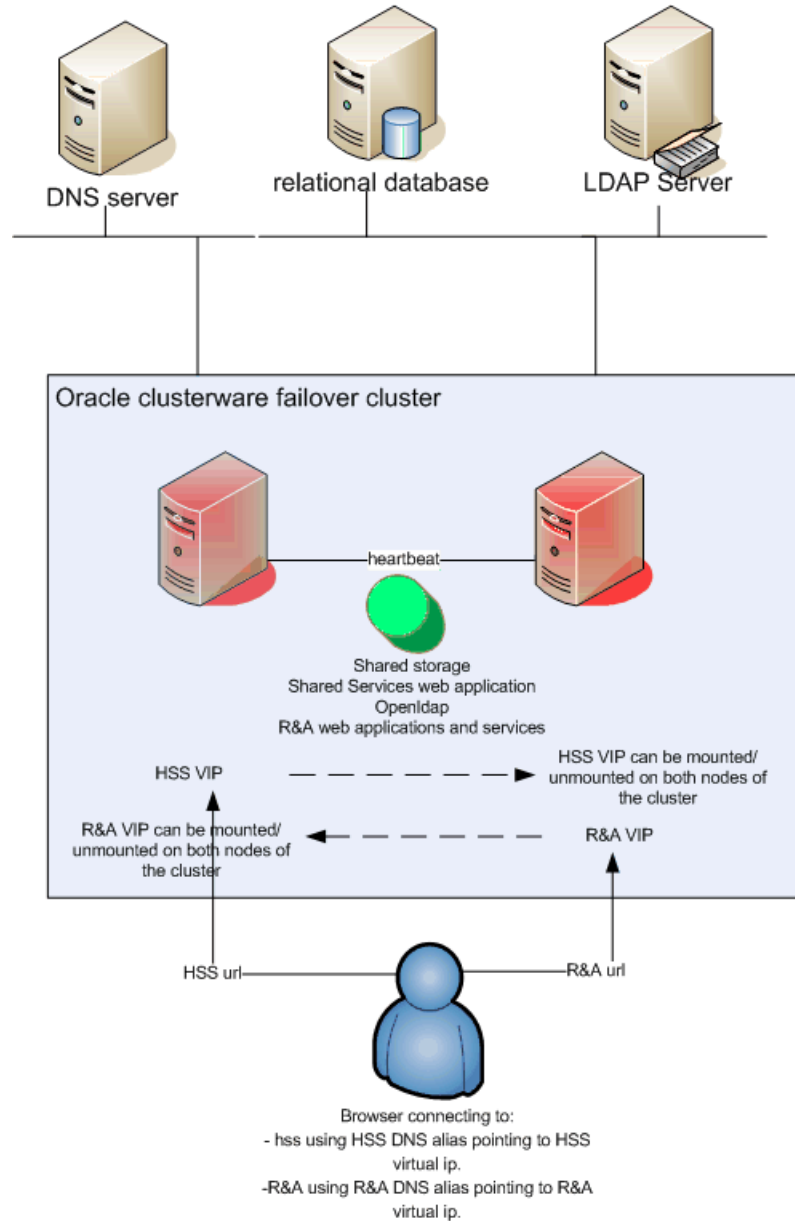 DNS server
relational database
LDAP Server
Oracle clusterware failover cluster
heartbeat
Shared storage
Shared Services web application
Openldap
R&A web applications and services
HSS VIP
HSS VIP can be mounted/
unmounted on both nodes of
the cluster
R&A VIP can be mounted/
unmounted on both nodes of
the cluster
R&A VIP
HSS url
R&A url
Browser connecting to:
- hss using HSS DNS alias pointing to HSS
virtual ip.
-R&A using R&A DNS alias pointing to R&A
virtual ip.